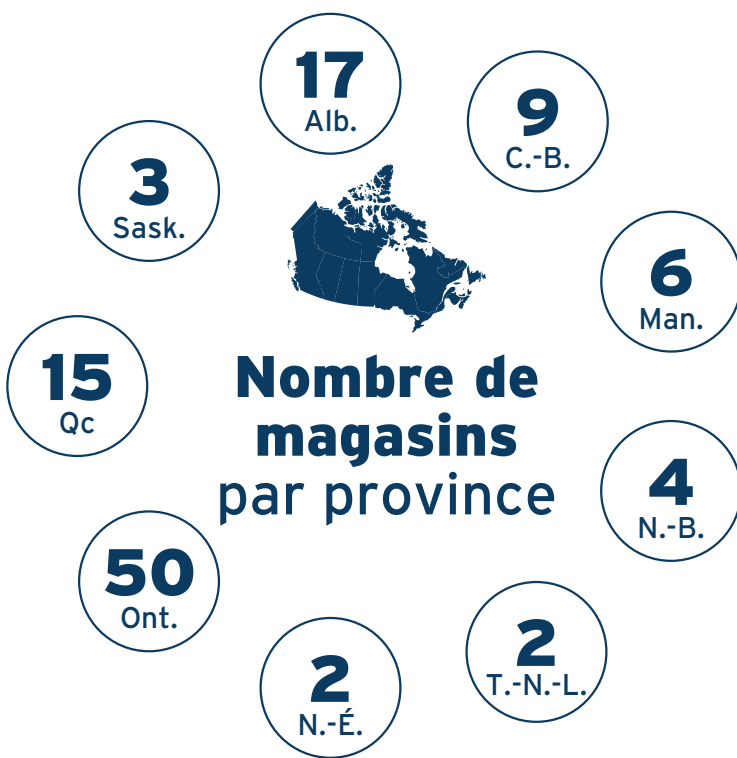 17
Alb.
9
C.-B.
3
Sask.
6
Man.
15
Qc
Nombre de
magasins
par province
4
N.-B.
50
Ont.
2
T.-N.-L.
2
N.-É.